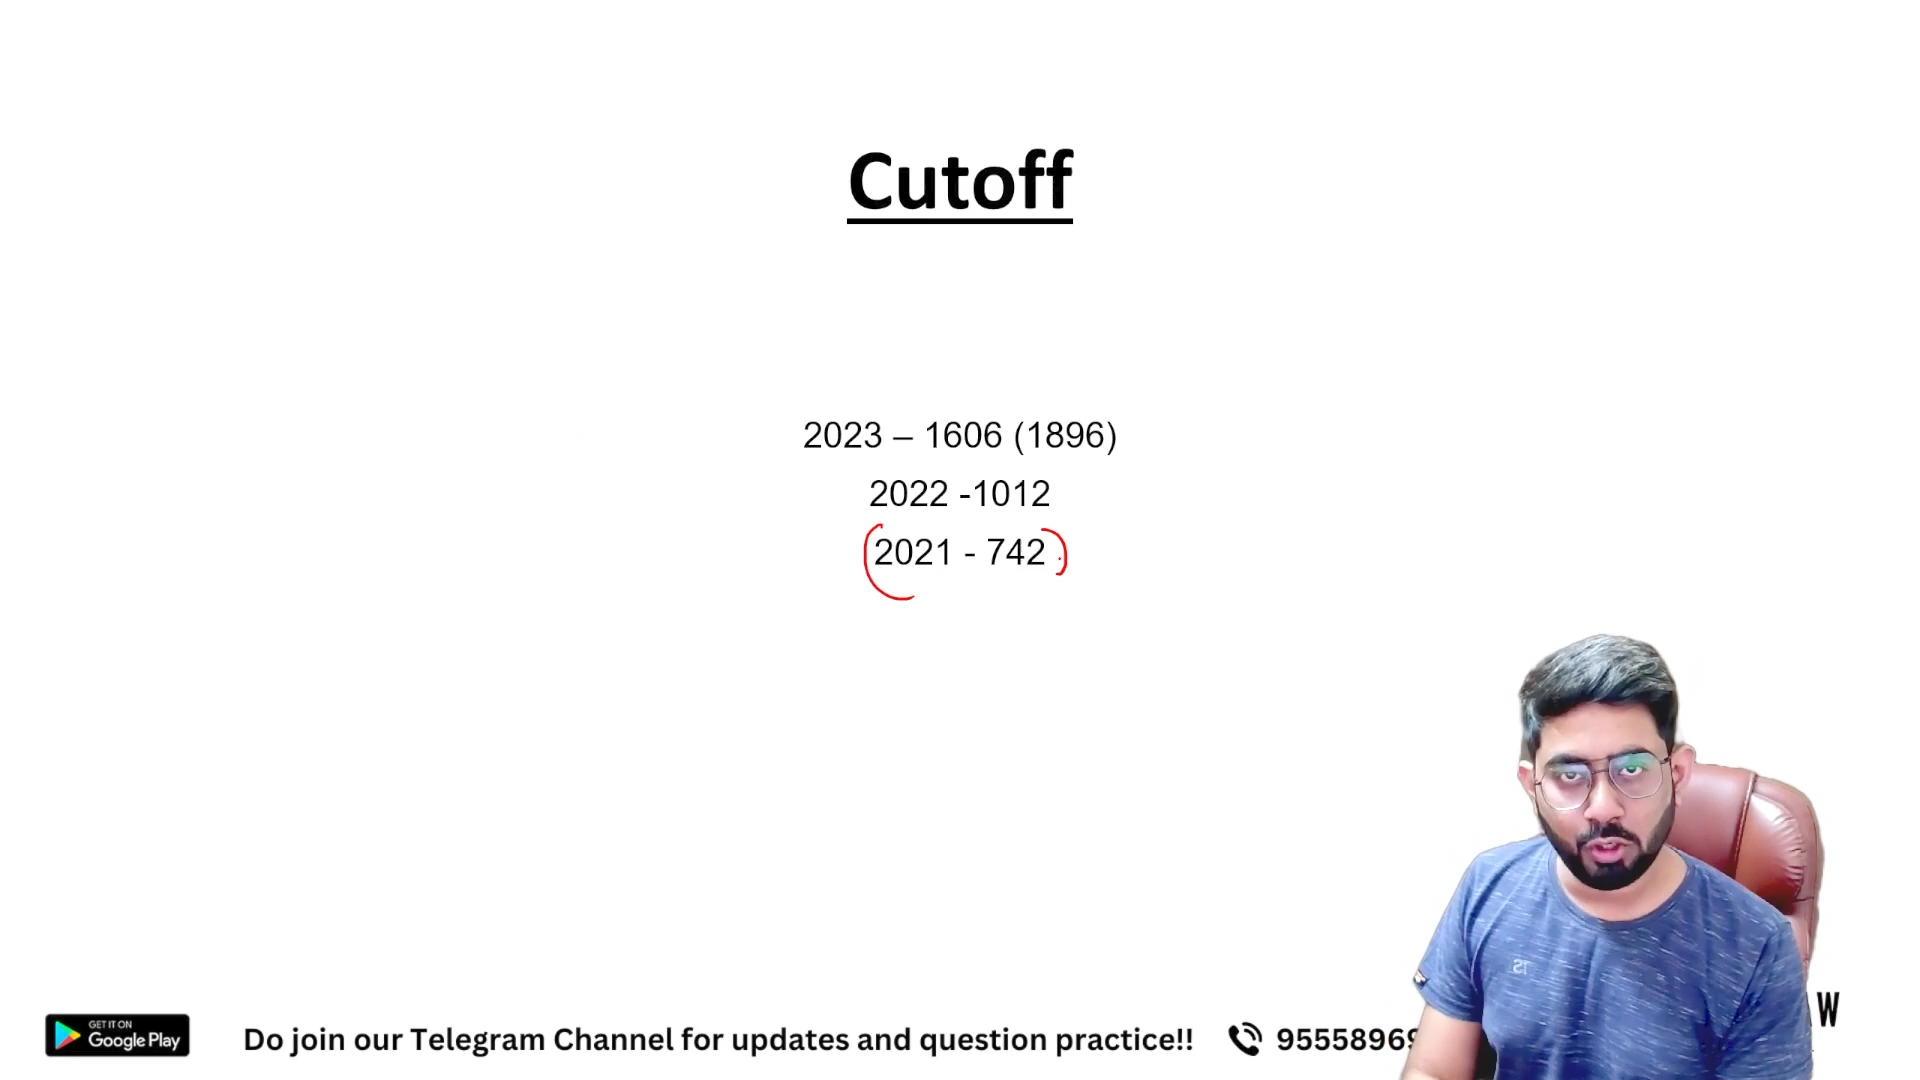 Cutoff
2023 – 1606 (1896)
2022 -1012
2021 - 742
GET IT ON
Google Play
Do join our Telegram Channel for updates and question practice!!
9555896
W